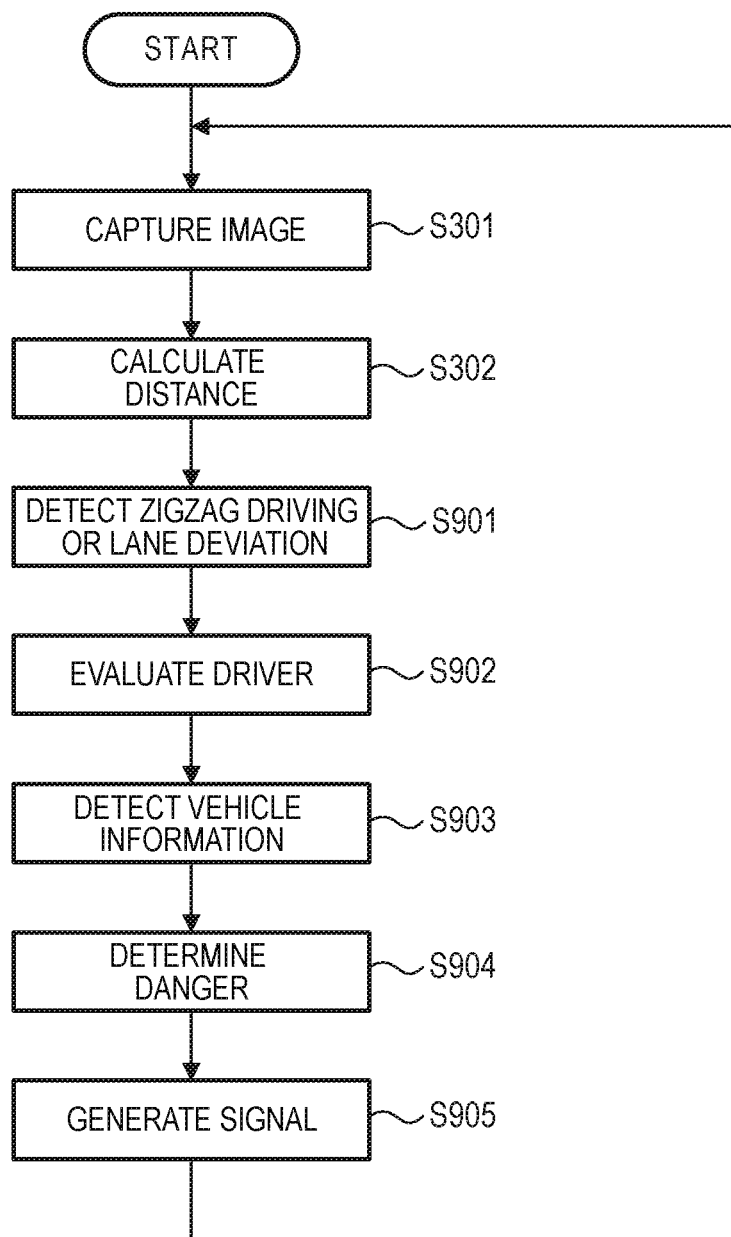 START
CAPTURE IMAGE
S301
CALCULATE
DISTANCE
S302
DETECT ZIGZAG DRIVING
OR LANE DEVIATION
S901
EVALUATE DRIVER
S902
DETECT VEHICLE
INFORMATION
S903
DETERMINE
DANGER
S904
GENERATE SIGNAL
S905